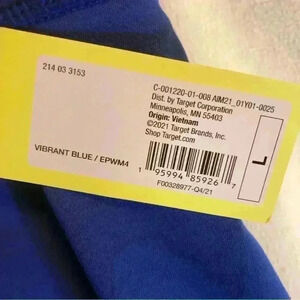 214 03 3153
C-001220-01-008 AIM21_01Y01-0025
Dist. by Target Corporation
Minneapolis, MN 55403
Origin: Vietnam
©2021 Target Brands, Inc.
Shop Target.com
L
VIBRANT BLUE / EPWM4
1 95994 85926 7
F00328977-Q4/21